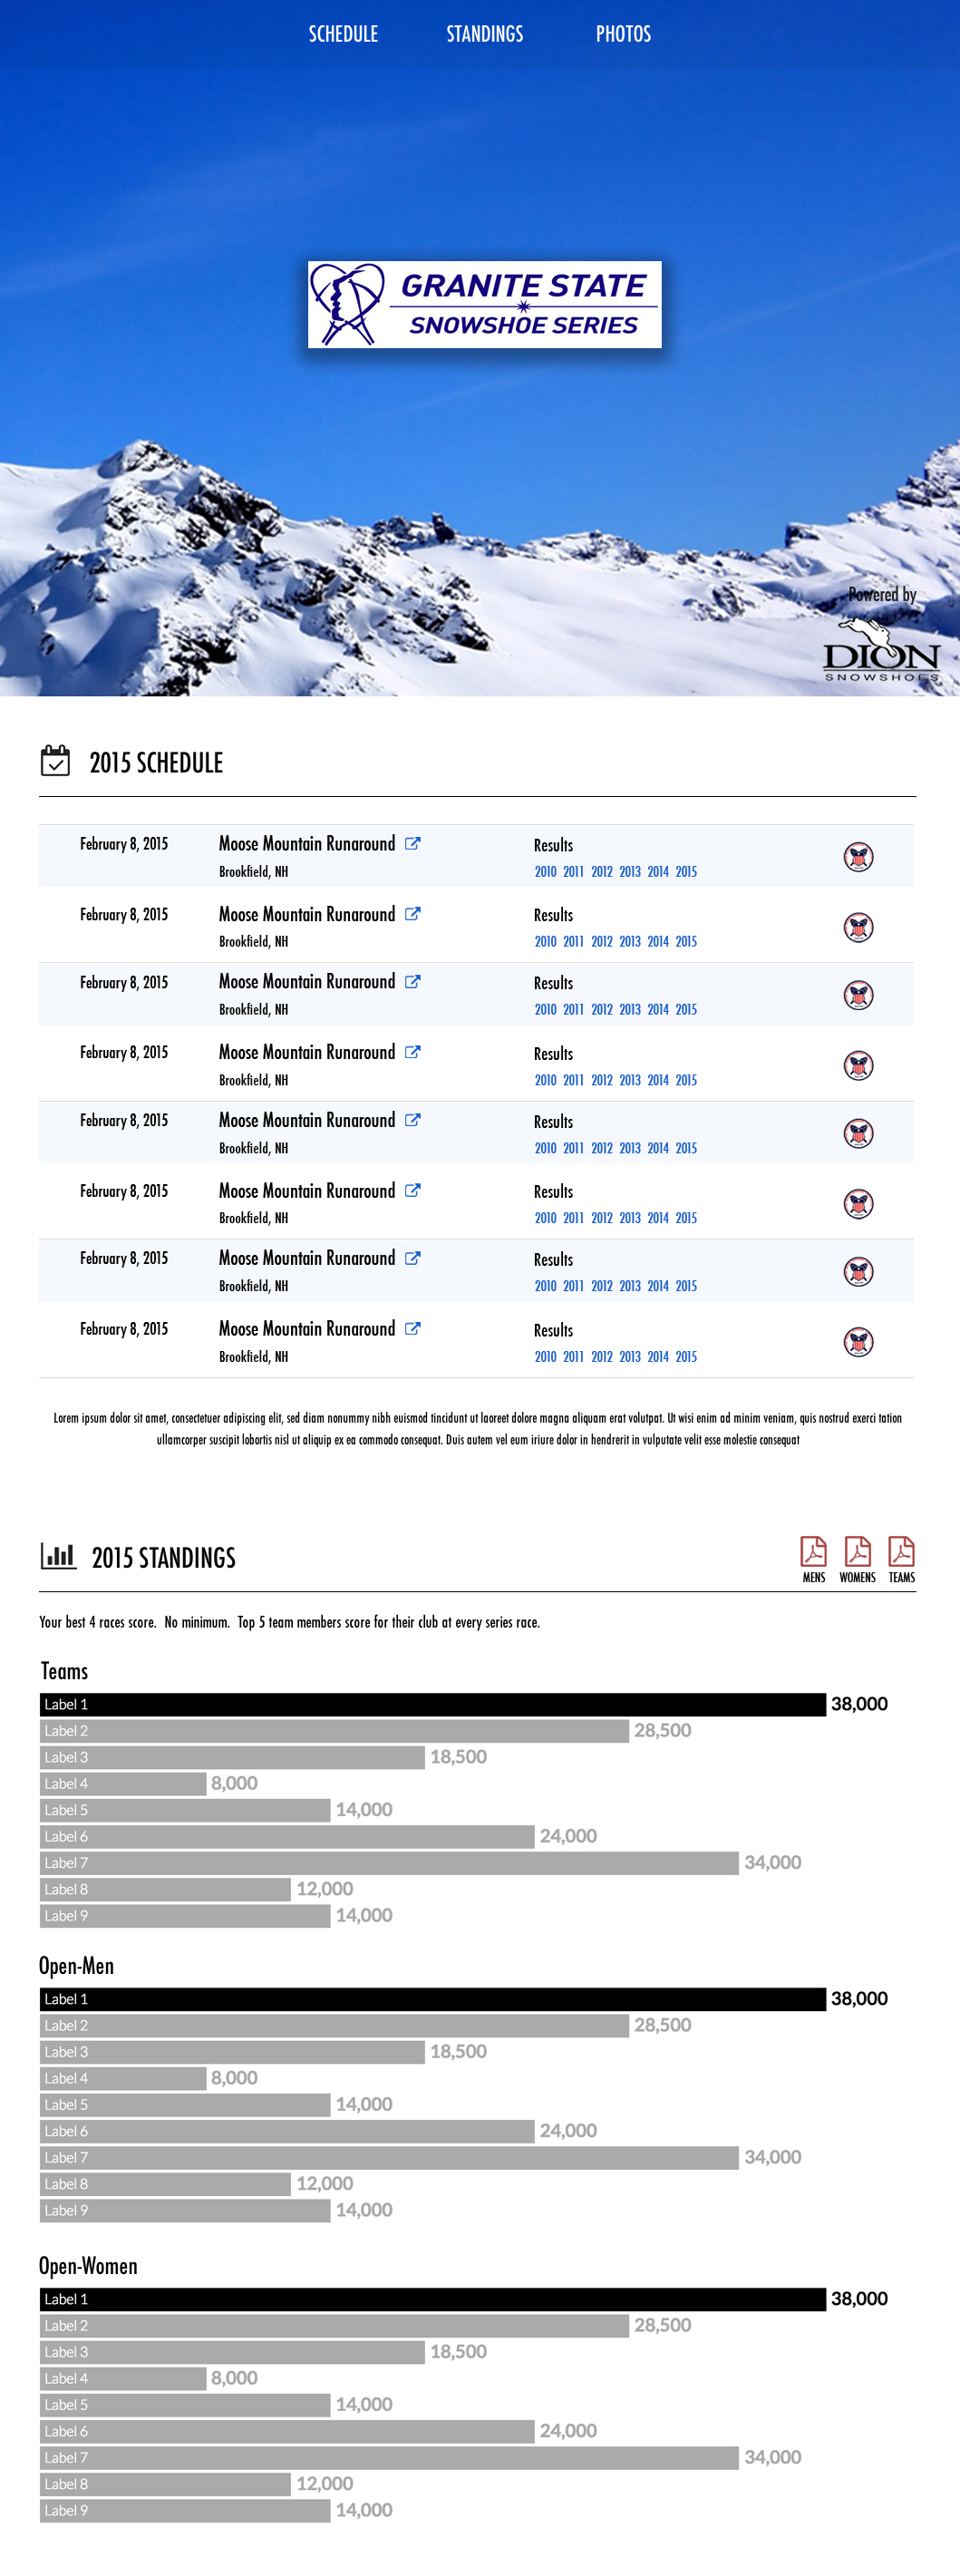 SCHEDULE STANDINGS PHOTOS
GRANITE STATE
SNOWSHOE SERIES
Powered by
DION
SNOWSHOES
2015 SCHEDULE
February 8, 2015 Moose Mountain Runaround Results
Brookfield, NH 2010 2011 2012 2013 2014 2015
February 8, 2015 Moose Mountain Runaround Results
Brookfield, NH 2010 2011 2012 2013 2014 2015
February 8, 2015 Moose Mountain Runaround Results
Brookfield, NH 2010 2011 2012 2013 2014 2015
February 8, 2015 Moose Mountain Runaround Results
Brookfield, NH 2010 2011 2012 2013 2014 2015
February 8, 2015 Moose Mountain Runaround Results
Brookfield, NH 2010 2011 2012 2013 2014 2015
February 8, 2015 Moose Mountain Runaround Results
Brookfield, NH 2010 2011 2012 2013 2014 2015
February 8, 2015 Moose Mountain Runaround Results
Brookfield, NH 2010 2011 2012 2013 2014 2015
February 8, 2015 Moose Mountain Runaround Results
Brookfield, NH 2010 2011 2012 2013 2014 2015
Lorem ipsum dolor sit amet, consectetuer adipiscing elit, sed diam nonummy nibh euismod tincidunt ut laoreet dolore magna aliquam erat volutpat. Ut wisi enim ad minim veniam, quis nostrud exerci tation
ullamcorper suscipit lobortis nisl ut aliquip ex ea commodo consequat. Duis autem vel eum iriure dolor in hendrerit in vulputate velit esse molestie consequat
2015 STANDINGS
MENS WOMENS TEAMS
Your best 4 races score. No minimum. Top 5 team members score for their club at every series race.
Teams
Label 1 38,000
Label 2 28,500
Label 3 18,500
Label 4 8,000
Label 5 14,000
Label 6 24,000
Label 7 34,000
Label 8 12,000
Label 9 14,000
Open-Men
Label 1 38,000
Label 2 28,500
Label 3 18,500
Label 4 8,000
Label 5 14,000
Label 6 24,000
Label 7 34,000
Label 8 12,000
Label 9 14,000
Open-Women
Label 1 38,000
Label 2 28,500
Label 3 18,500
Label 4 8,000
Label 5 14,000
Label 6 24,000
Label 7 34,000
Label 8 12,000
Label 9 14,000